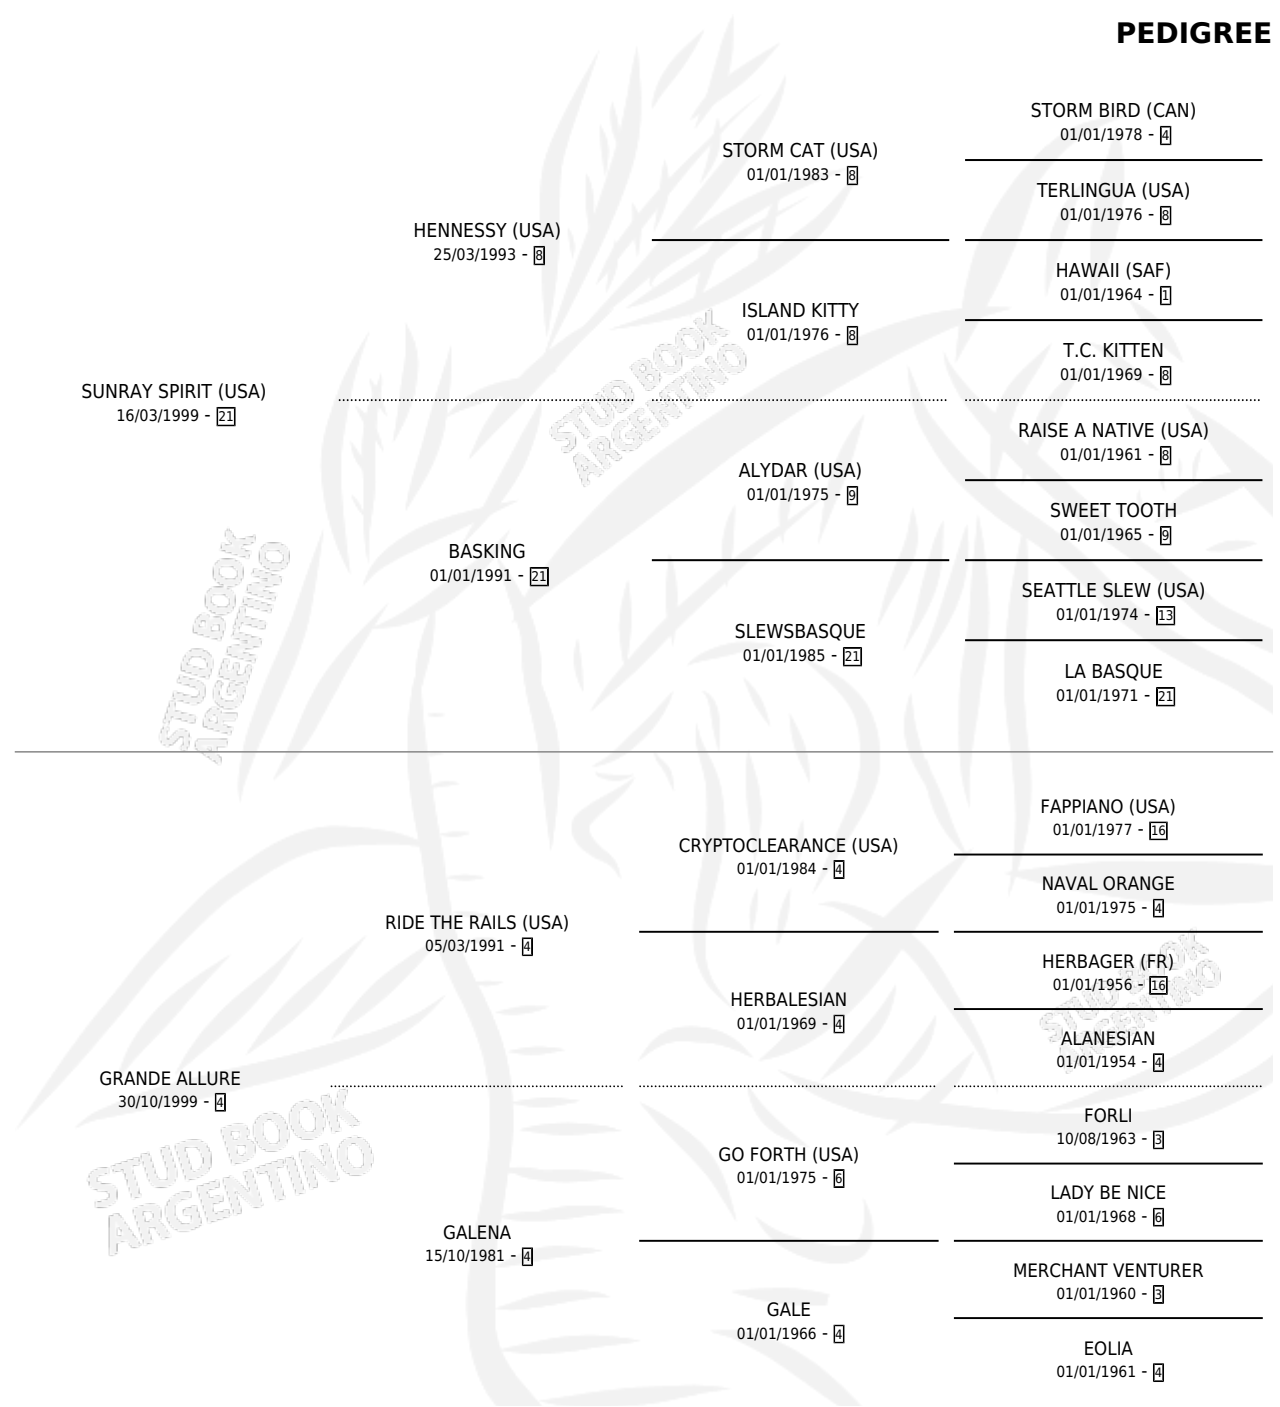 PEDIGREE
STORM BIRD (CAN)
01/01/1978 - 4
STORM CAT (USA)
01/01/1983 - 8
TERLINGUA (USA)
01/01/1976 - 8
HENNESSY (USA)
25/03/1993 - 8
HAWAII (SAF)
01/01/1964 - 1
ISLAND KITTY
01/01/1976 - 8
T.C. KITTEN
01/01/1969 - 8
SUNRAY SPIRIT (USA)
16/03/1999 - 21
RAISE A NATIVE (USA)
01/01/1961 - 8
ALYDAR (USA)
01/01/1975 - 9
SWEET TOOTH
01/01/1965 - 9
BASKING
01/01/1991 - 21
SEATTLE SLEW (USA)
01/01/1974 - 13
SLEWSBASQUE
01/01/1985 - 21
LA BASQUE
01/01/1971 - 21
FAPPIANO (USA)
01/01/1977 - 16
CRYPTOCLEARANCE (USA)
01/01/1984 - 4
NAVAL ORANGE
01/01/1975 - 4
RIDE THE RAILS (USA)
05/03/1991 - 4
HERBAGER (FR)
01/01/1956 - 16
HERBALESIAN
01/01/1969 - 4
ALANESIAN
01/01/1954 - 4
GRANDE ALLURE
30/10/1999 - 4
FORLI
10/08/1963 - 3
GO FORTH (USA)
01/01/1975 - 6
LADY BE NICE
01/01/1968 - 6
GALENA
15/10/1981 - 4
MERCHANT VENTURER
01/01/1960 - 3
GALE
01/01/1966 - 4
EOLIA
01/01/1961 - 4
STUD BOOK
ARGENTINO
STUD BOOK
ARGENTINO
STUD BOOK
ARGENTINO
STUD BOOK
ARGENTINO